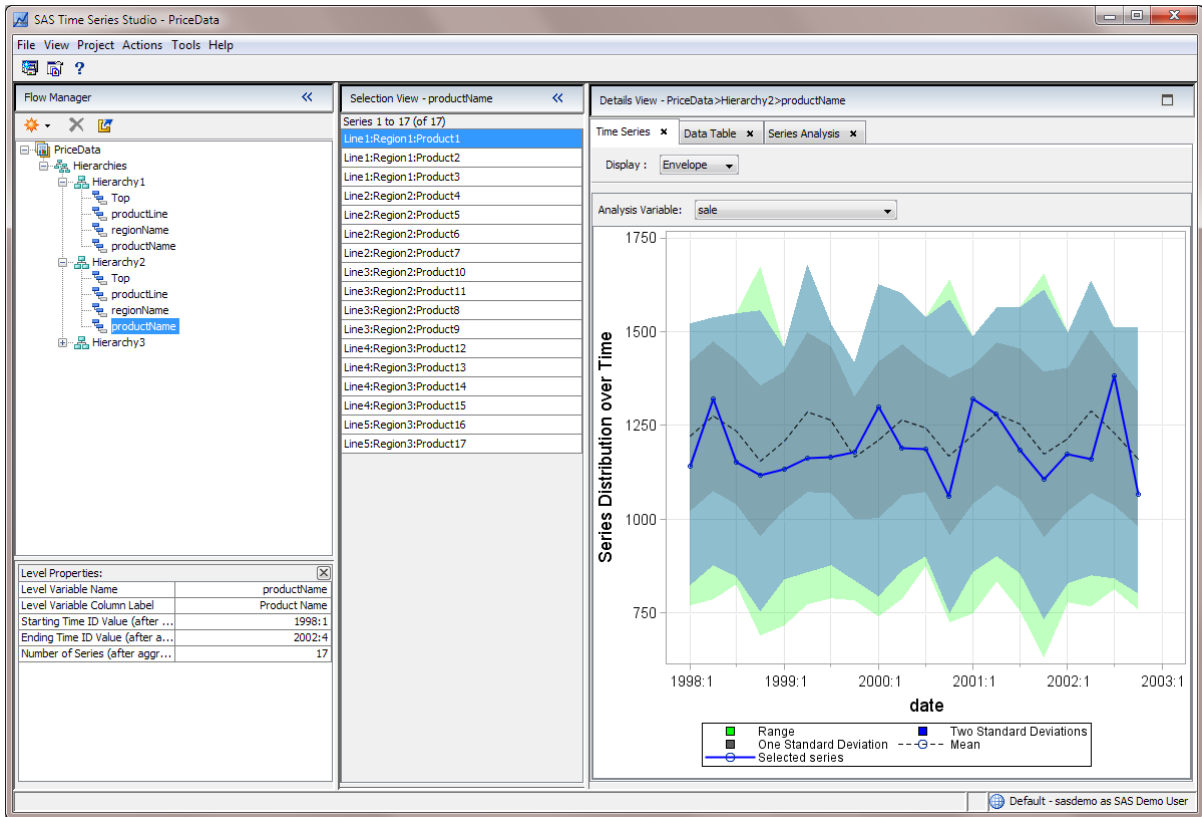 SAS Time Series Studio - PriceData
File View Project Actions Tools Help
Flow Manager
PriceData
Hierarchies
Hierarchy1
Top
productLine
regionName
productName
Hierarchy2
Top
productLine
regionName
productName
Hierarchy3
Level Properties:
Level Variable Name productName
Level Variable Column Label Product Name
Starting Time ID Value (after ... 1998:1
Ending Time ID Value (after a... 2002:4
Number of Series (after aggr... 17
Selection View - productName
Series 1 to 17 (of 17)
Line1:Region1:Product1
Line1:Region1:Product2
Line1:Region1:Product3
Line2:Region2:Product4
Line2:Region2:Product5
Line2:Region2:Product6
Line2:Region2:Product7
Line3:Region2:Product10
Line3:Region2:Product11
Line3:Region2:Product8
Line3:Region2:Product9
Line4:Region3:Product12
Line4:Region3:Product13
Line4:Region3:Product14
Line4:Region3:Product15
Line5:Region3:Product16
Line5:Region3:Product17
Details View - PriceData>Hierarchy2>productName
Time Series Data Table Series Analysis
Display : Envelope
Analysis Variable: sale
Series Distribution over Time
1750
1500
1250
1000
750
1998:1 1999:1 2000:1 2001:1 2002:1 2003:1
date
Range Two Standard Deviations
One Standard Deviation Mean
Selected series
Default - sasdemo as SAS Demo User